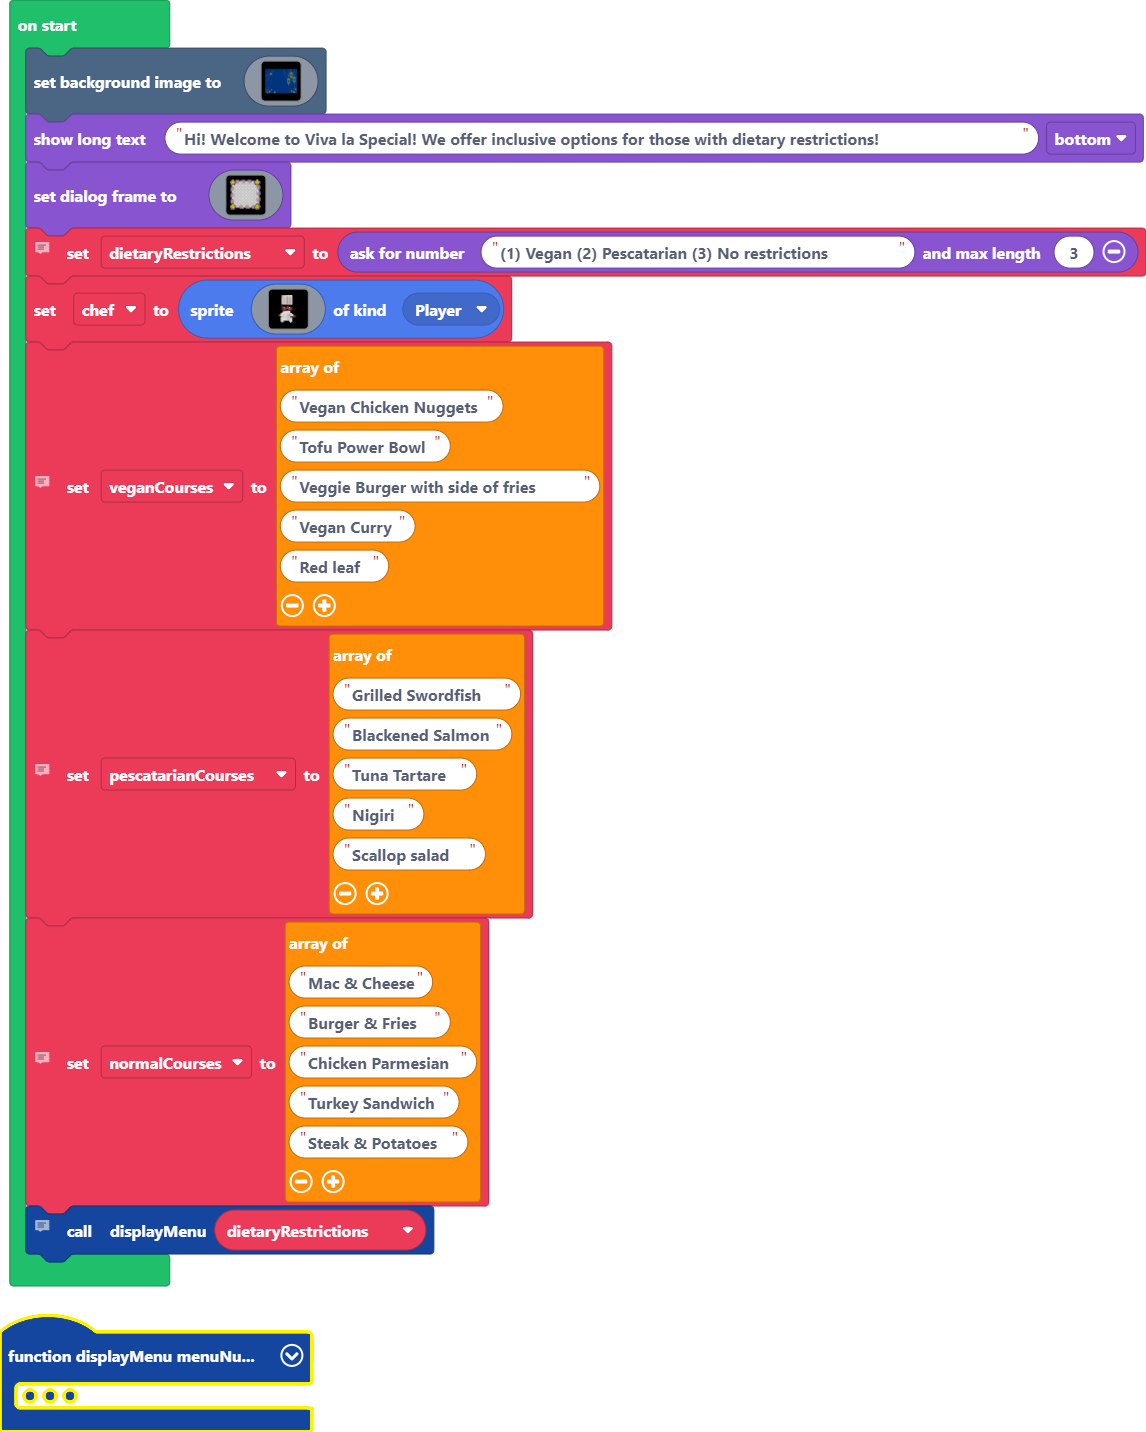 on start
set background image to
show long text "Hi! Welcome to Viva la Special! We offer inclusive options for those with dietary restrictions!" bottom
set dialog frame to
set dietaryRestrictions to ask for number "(1) Vegan (2) Pescatarian (3) No restrictions" and max length 3
set chef to sprite of kind Player
array of
"Vegan Chicken Nuggets"
"Tofu Power Bowl"
set veganCourses to "Veggie Burger with side of fries"
"Vegan Curry"
"Red leaf"
array of
"Grilled Swordfish"
"Blackened Salmon"
set pescatarianCourses to "Tuna Tartare"
"Nigiri"
"Scallop salad"
array of
"Mac & Cheese"
"Burger & Fries"
set normalCourses to "Chicken Parmesian"
"Turkey Sandwich"
"Steak & Potatoes"
call displayMenu dietaryRestrictions
function displayMenu menuNu...